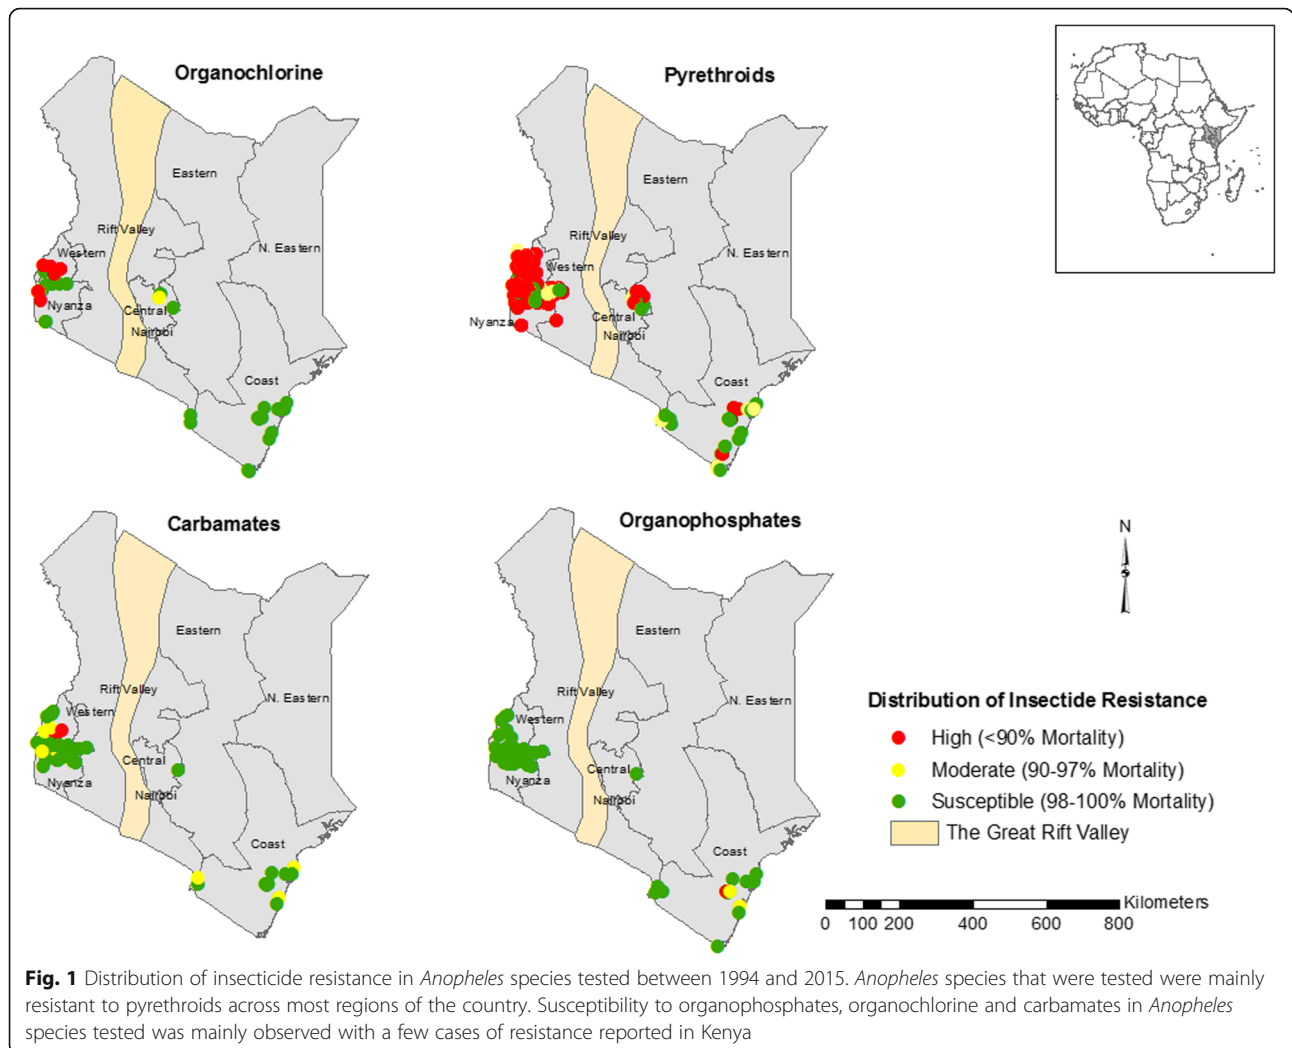 Organochlorine
Eastern
Rift Valley
N. Eastern
Western
Nyanza
Central
Nairobi
Coast
Pyrethroids
Eastern
Rift Valley
N. Eastern
Western
Nyanza
Central
Nairobi
Coast
Carbamates
Eastern
Rift Valley
N. Eastern
Western
Nyanza
Central
Nairobi
Coast
Organophosphates
Eastern
Rift Valley
N. Eastern
Western
Nyanza
Central
Nairobi
Coast
N
Distribution of Insectide Resistance
High (<90% Mortality)
Moderate (90-97% Mortality)
Susceptible (98-100% Mortality)
The Great Rift Valley
Kilometers
0 100 200 400 600 800
Fig. 1 Distribution of insecticide resistance in Anopheles species tested between 1994 and 2015. Anopheles species that were tested were mainly
resistant to pyrethroids across most regions of the country. Susceptibility to organophosphates, organochlorine and carbamates in Anopheles
species tested was mainly observed with a few cases of resistance reported in Kenya